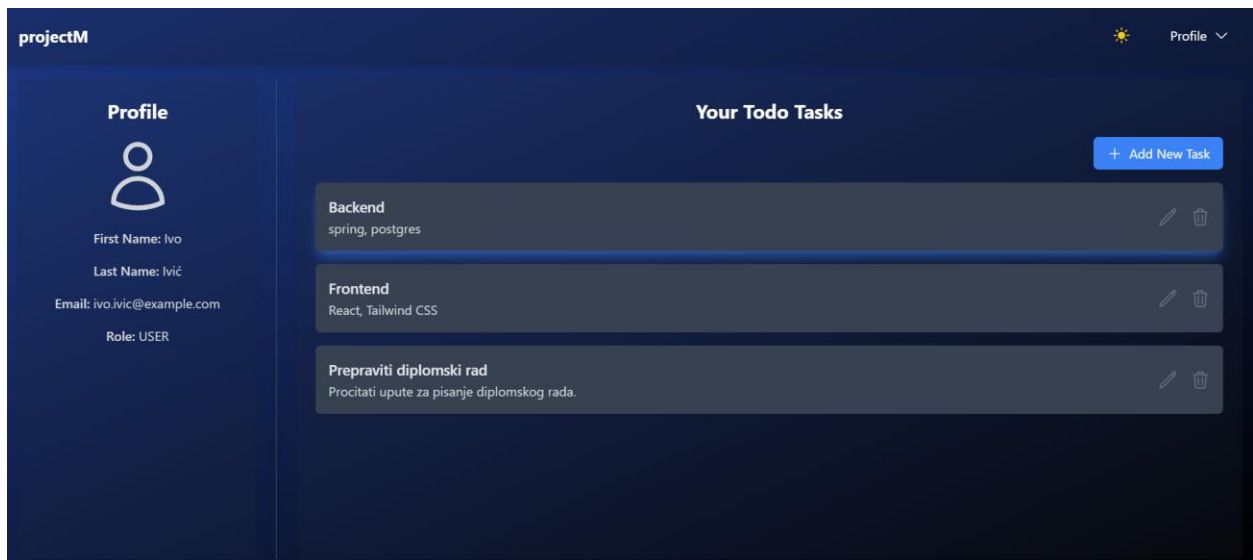 projectM
Profile
Profile
First Name: Ivo
Last Name: Ivić
Email: ivo.ivic@example.com
Role: USER
Your Todo Tasks
+ Add New Task
Backend
spring, postgres
Frontend
React, Tailwind CSS
Prepraviti diplomski rad
Procitati upute za pisanje diplomskog rada.